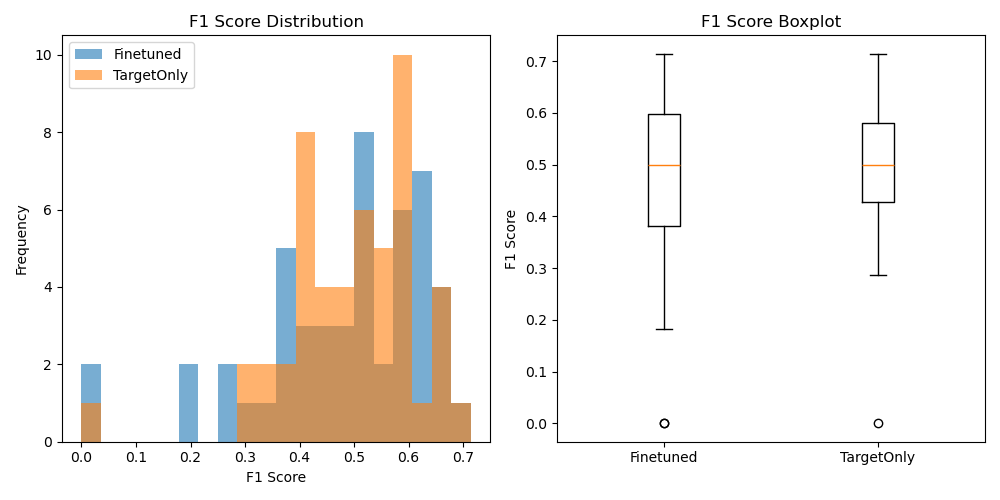 F1 Score Distribution
Finetuned
TargetOnly
10
8
6
4
2
0
Frequency
0.0 0.1 0.2 0.3 0.4 0.5 0.6 0.7
F1 Score
F1 Score Boxplot
0.7
0.6
0.5
0.4
0.3
0.2
0.1
0.0
F1 Score
Finetuned TargetOnly